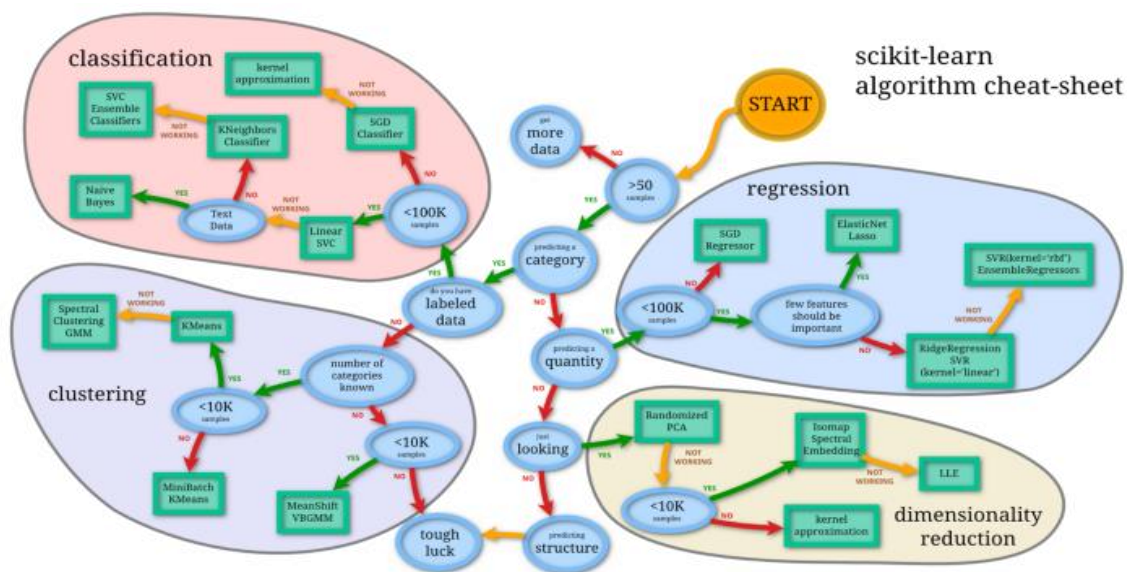 scikit-learn
algorithm cheat-sheet
START
classification
kernel
approximation
NOT
WORKING
SVC
Ensemble
Classifiers
NOT
WORKING
KNeighbors
Classifier
SGD
Classifier
NO
Naive
Bayes
YES
Text
Data
NO
NOT
WORKING
Linear
SVC
YES
<100K
samples
YES
get
more
data
NO
>50
samples
YES
predicting a
category
YES
do you have
labeled
data
NO
NO
predicting a
quantity
YES
NO
just
looking
YES
NO
predicting
structure
tough
luck
regression
SGD
Regressor
NO
<100K
samples
YES
ElasticNet
Lasso
YES
few features
should be
important
NO
SVR(kernel='rbf')
EnsembleRegressors
NOT
WORKING
RidgeRegression
SVR
(kernel='linear')
clustering
Spectral
Clustering
GMM
NOT
WORKING
KMeans
YES
<10K
samples
NO
MiniBatch
KMeans
YES
number of
categories
known
NO
<10K
samples
YES
NO
MeanShift
VBGMM
Randomized
PCA
NOT
WORKING
<10K
samples
YES
NO
Isomap
Spectral
Embedding
NOT
WORKING
LLE
kernel
approximation
dimensionality
reduction